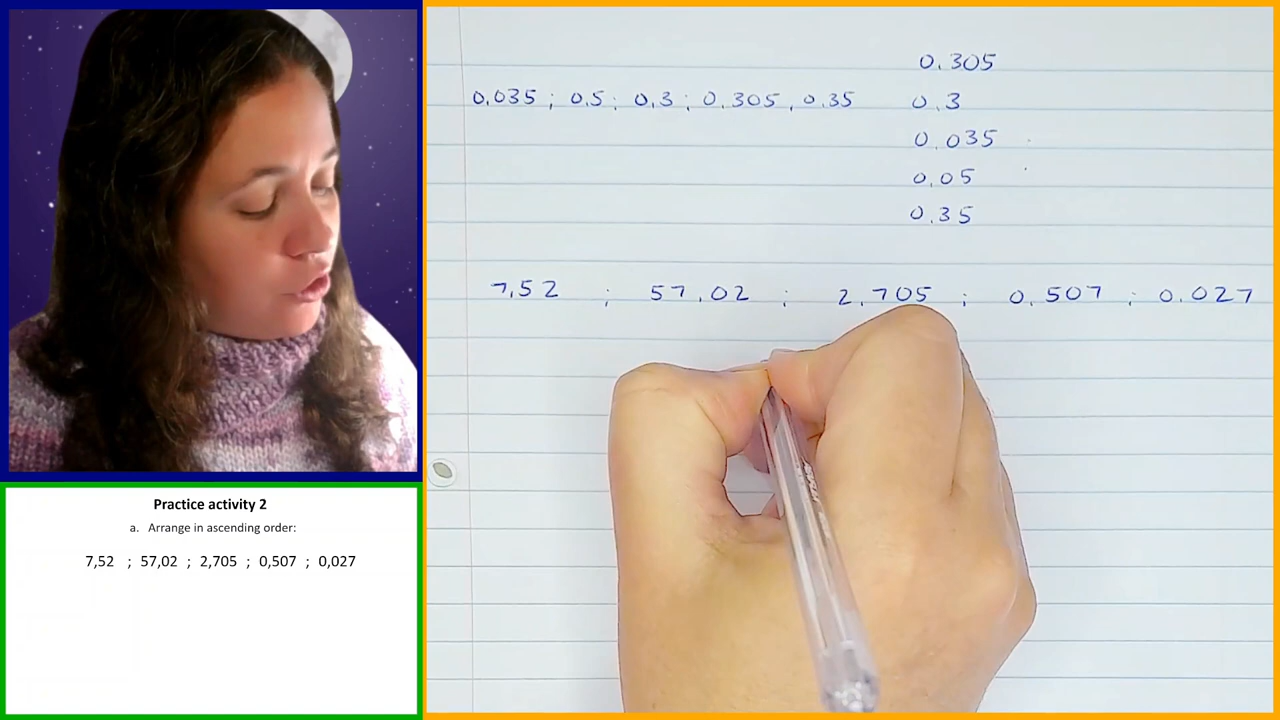 Practice activity 2
a. Arrange in ascending order:
7,52 ; 57,02 ; 2,705 ; 0,507 ; 0,027
0.305
0,035 ; 0.5 ; 0,3 ; 0.305 , 0.35
0.3
0.035
0,05
0.35
7,52 ; 57.02 ; 2.705 ; 0.507 ; 0.027